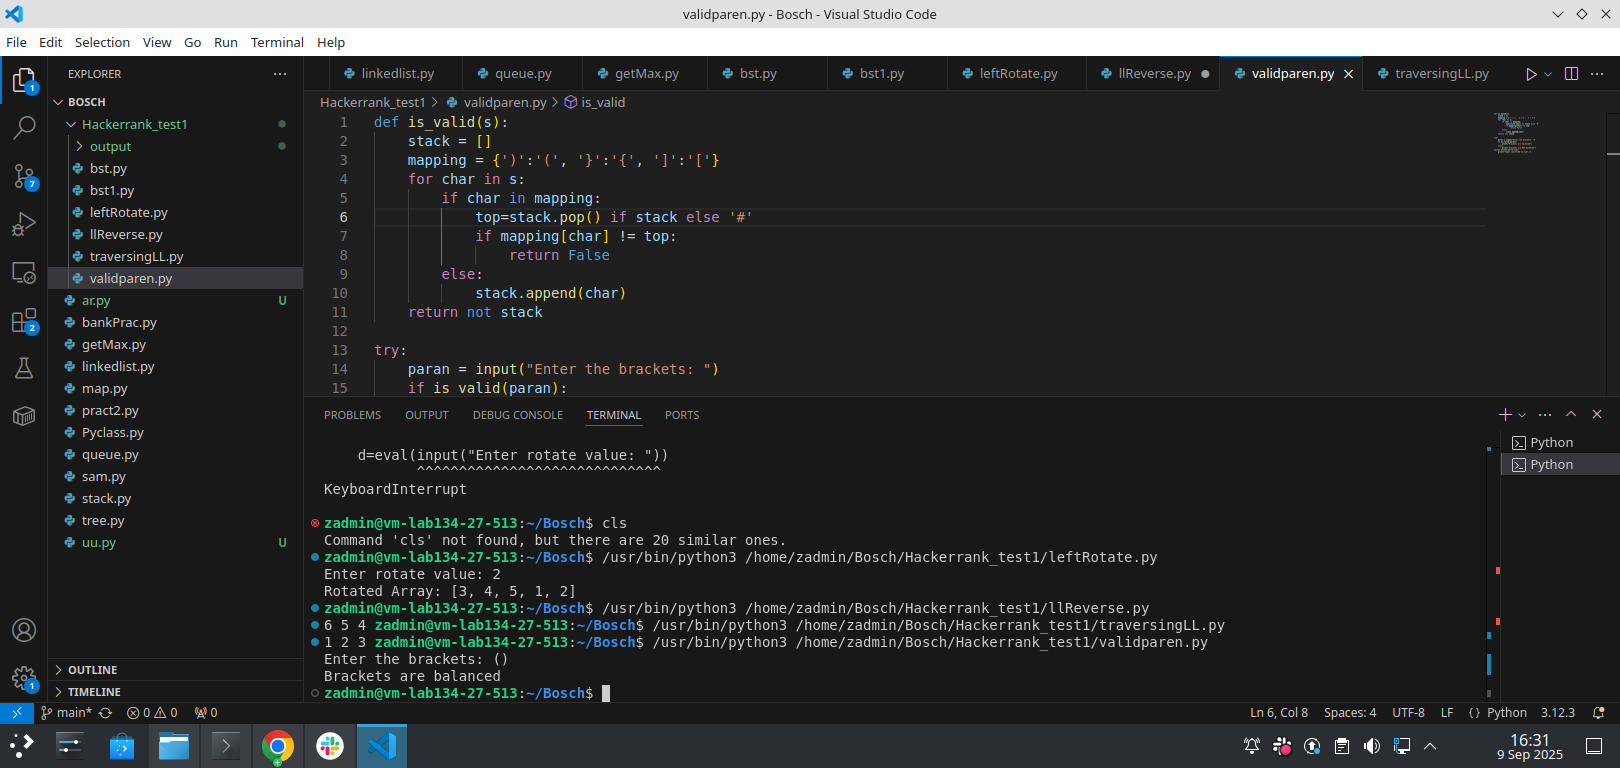 validparen.py - Bosch - Visual Studio Code
File Edit Selection View Go Run Terminal Help
EXPLORER
linkedlist.py queue.py getMax.py bst.py bst1.py leftRotate.py llReverse.py validparen.py traversingLL.py
Hackerrank_test1 > validparen.py > is_valid
BOSCH
Hackerrank_test1
output
bst.py
bst1.py
leftRotate.py
llReverse.py
traversingLL.py
validparen.py
ar.py U
bankPrac.py
getMax.py
linkedlist.py
map.py
pract2.py
Pyclass.py
queue.py
sam.py
stack.py
tree.py
uu.py U
OUTLINE
TIMELINE
1
7
2
1
1 def is_valid(s):
2 stack = []
3 mapping = {')':'(', '}':'{', ']':'['}
4 for char in s:
5 if char in mapping:
6 top=stack.pop() if stack else '#'
7 if mapping[char] != top:
8 return False
9 else:
10 stack.append(char)
11 return not stack
12
13 try:
14 paran = input("Enter the brackets: ")
15 if is_valid(paran):
PROBLEMS OUTPUT DEBUG CONSOLE TERMINAL PORTS
d=eval(input("Enter rotate value: "))
^^^^^^^^^^^^^^^^^^^^^^^^^^^^^
KeyboardInterrupt
zadmin@vm-lab134-27-513:~/Bosch$ cls
Command 'cls' not found, but there are 20 similar ones.
zadmin@vm-lab134-27-513:~/Bosch$ /usr/bin/python3 /home/zadmin/Bosch/Hackerrank_test1/leftRotate.py
Enter rotate value: 2
Rotated Array: [3, 4, 5, 1, 2]
zadmin@vm-lab134-27-513:~/Bosch$ /usr/bin/python3 /home/zadmin/Bosch/Hackerrank_test1/llReverse.py
6 5 4 zadmin@vm-lab134-27-513:~/Bosch$ /usr/bin/python3 /home/zadmin/Bosch/Hackerrank_test1/traversingLL.py
1 2 3 zadmin@vm-lab134-27-513:~/Bosch$ /usr/bin/python3 /home/zadmin/Bosch/Hackerrank_test1/validparen.py
Enter the brackets: ()
Brackets are balanced
zadmin@vm-lab134-27-513:~/Bosch$
Python
Python
main* 0 0 0 Ln 6, Col 8 Spaces: 4 UTF-8 LF {} Python 3.12.3
16:31
9 Sep 2025